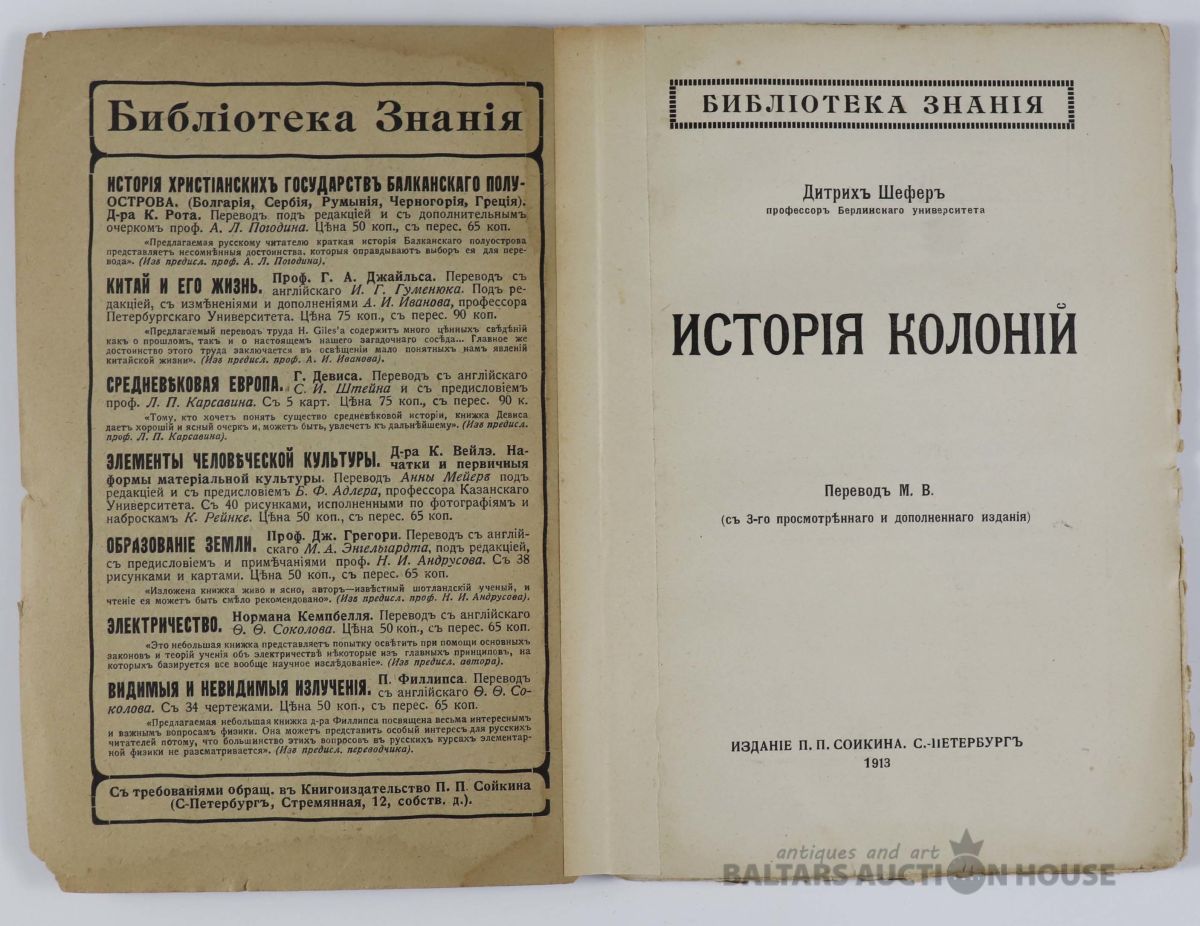 Библіотека Знанія
ИСТОРІЯ ХРИСТІАНСКИХЪ ГОСУДАРСТВЪ БАЛКАНСКАГО ПОЛУ-
ОСТРОВА. (Болгарія, Сербія, Румынія, Черногорія, Греція).
Д-ра К. Рота. Переводъ подъ редакціей и съ дополнительнымъ
очеркомъ проф. А. Л. Погодина. Цѣна 50 коп., съ перес. 65 коп.
«Предлагаемая русскому читателю краткая исторія Балканскаго полуострова
представляетъ несомнѣнныя достоинства, которыя оправдываютъ выборъ ея для пере-
вода». (Изъ предисл. проф. А. Л. Погодина).
КИТАЙ И ЕГО ЖИЗНЬ. Проф. Г. А. Джайльса. Переводъ съ
англійскаго И. Г. Гуменюка. Подъ ре-
дакціей, съ измѣненіями и дополненіями А. И. Иванова, профессора
Петербургскаго Университета. Цѣна 75 коп., съ перес. 90 коп.
«Предлагаемый переводъ труда H. Giles'a содержитъ много цѣнныхъ свѣдѣній
какъ о прошломъ, такъ и о настоящемъ нашего загадочнаго сосѣда... Главное же
достоинство этого труда заключается въ освѣщеніи мало понятныхъ намъ явленій
китайской жизни». (Изъ предисл. проф. А. И. Иванова).
СРЕДНЕВѢКОВАЯ ЕВРОПА. Г. Девиса. Переводъ съ англійскаго
С. И. Штейна и съ предисловіемъ
проф. Л. П. Карсавина. Съ 5 карт. Цѣна 75 коп., съ перес. 90 к.
«Тому, кто хочетъ понять существо средневѣковой исторіи, книжка Девиса
даетъ хорошій и ясный очеркъ и, можетъ быть, увлечетъ къ дальнѣйшему». (Изъ предисл.
проф. Л. П. Карсавина).
ЭЛЕМЕНТЫ ЧЕЛОВѢЧЕСКОЙ КУЛЬТУРЫ. Д-ра К. Вейлэ. На-
чатки и первичныя
формы матеріальной культуры. Переводъ Анны Мейеръ подъ
редакціей и съ предисловіемъ Б. Ф. Адлера, профессора Казанскаго
Университета. Съ 40 рисунками, исполненными по фотографіямъ и
наброскамъ К. Рейнке. Цѣна 50 коп., съ перес. 65 коп.
ОБРАЗОВАНІЕ ЗЕМЛИ. Проф. Дж. Грегори. Переводъ съ англій-
скаго М. А. Энгельгардта, подъ редакціей,
съ предисловіемъ и примѣчаніями проф. Н. И. Андрусова. Съ 38
рисунками и картами. Цѣна 50 коп., съ перес. 65 коп.
«Изложена книжка живо и ясно, авторъ—извѣстный шотландскій ученый, и
чтеніе ея можетъ быть смѣло рекомендовано». (Изъ предисл. проф. Н. И. Андрусова).
ЭЛЕКТРИЧЕСТВО. Нормана Кемпбелля. Переводъ съ англійскаго
Ѳ. Ѳ. Соколова. Цѣна 50 коп., съ перес. 65 коп.
«Это небольшая книжка представляетъ попытку освѣтить при помощи основныхъ
законовъ и теорій ученія объ электричествѣ нѣкоторые изъ главныхъ принциповъ, на
которыхъ базируется все вообще научное изслѣдованіе». (Изъ предисл. автора).
ВИДИМЫЯ И НЕВИДИМЫЯ ИЗЛУЧЕНІЯ. П. Филлипса. Переводъ
съ англійскаго Ѳ. Ѳ. Со-
колова. Съ 34 чертежами. Цѣна 50 коп., съ перес. 65 коп.
«Предлагаемая небольшая книжка д-ра Филлипса посвящена весьма интереснымъ
и важнымъ вопросамъ физики. Она можетъ представить особый интересъ для русскихъ
читателей потому, что большинство этихъ вопросовъ въ русскихъ курсахъ элементар-
ной физики не разсматривается». (Изъ предисл. переводчика).
Съ требованіями обращ. въ Книгоиздательство П. П. Сойкина
(С-Петербургъ, Стремянная, 12, собств. д.).
БИБЛІОТЕКА ЗНАНІЯ
Дитрихъ Шеферъ
профессоръ Берлинскаго университета
ИСТОРІЯ КОЛОНІЙ
Переводъ М. В.
(съ 3-го просмотрѣннаго и дополненнаго изданія)
ИЗДАНІЕ П. П. СОЙКИНА. С.-ПЕТЕРБУРГЪ
1913
antiques and art
BALTARS AUCTION HOUSE